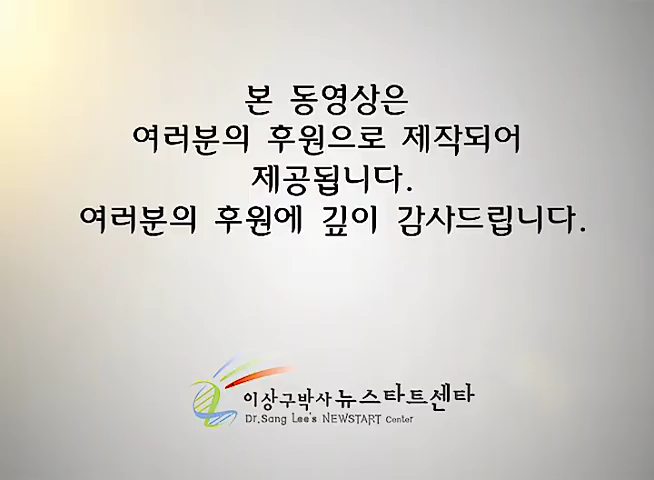 본 동영상은
여러분의 후원으로 제작되어
제공됩니다.
여러분의 후원에 깊이 감사드립니다.
이상구박사 뉴스타트센타
Dr.Sang Lee's NEWSTART Center